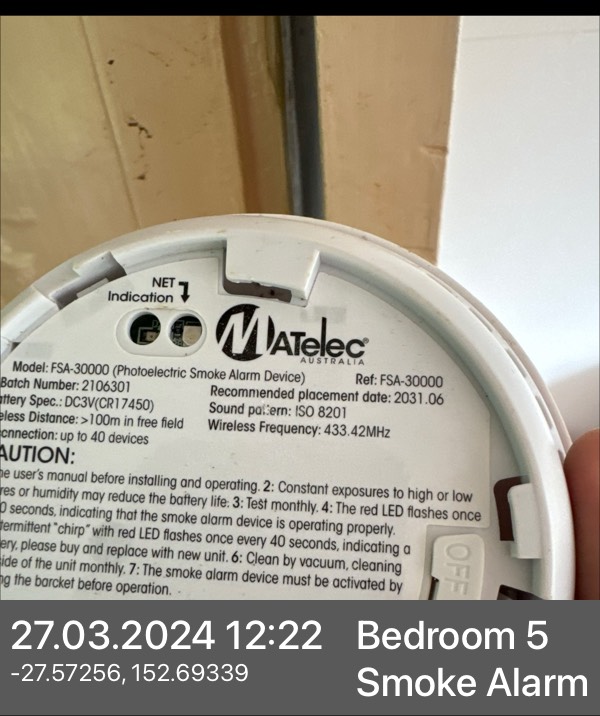 NET
Indication
MATelec®
AUSTRALIA
Model: FSA-30000 (Photoelectric Smoke Alarm Device)
Ref: FSA-30000
Batch Number: 2106301
Recommended placement date: 2031.06
ttery Spec.: DC3V(CR17450)
Sound pattern: ISO 8201
eless Distance: >100m in free field
Wireless Frequency: 433.42MHz
connection: up to 40 devices
AUTION:
he user's manual before installing and operating. 2: Constant exposures to high or low
res or humidity may reduce the battery life. 3: Test monthly. 4: The red LED flashes once
0 seconds, indicating that the smoke alarm device is operating properly.
termittent "chirp" with red LED flashes once every 40 seconds, indicating a
ery, please buy and replace with new unit. 6: Clean by vacuum, cleaning
side of the unit monthly. 7: The smoke alarm device must be activated by
ng the barcket before operation.
OFF
27.03.2024 12:22
-27.57256, 152.69339
Bedroom 5
Smoke Alarm